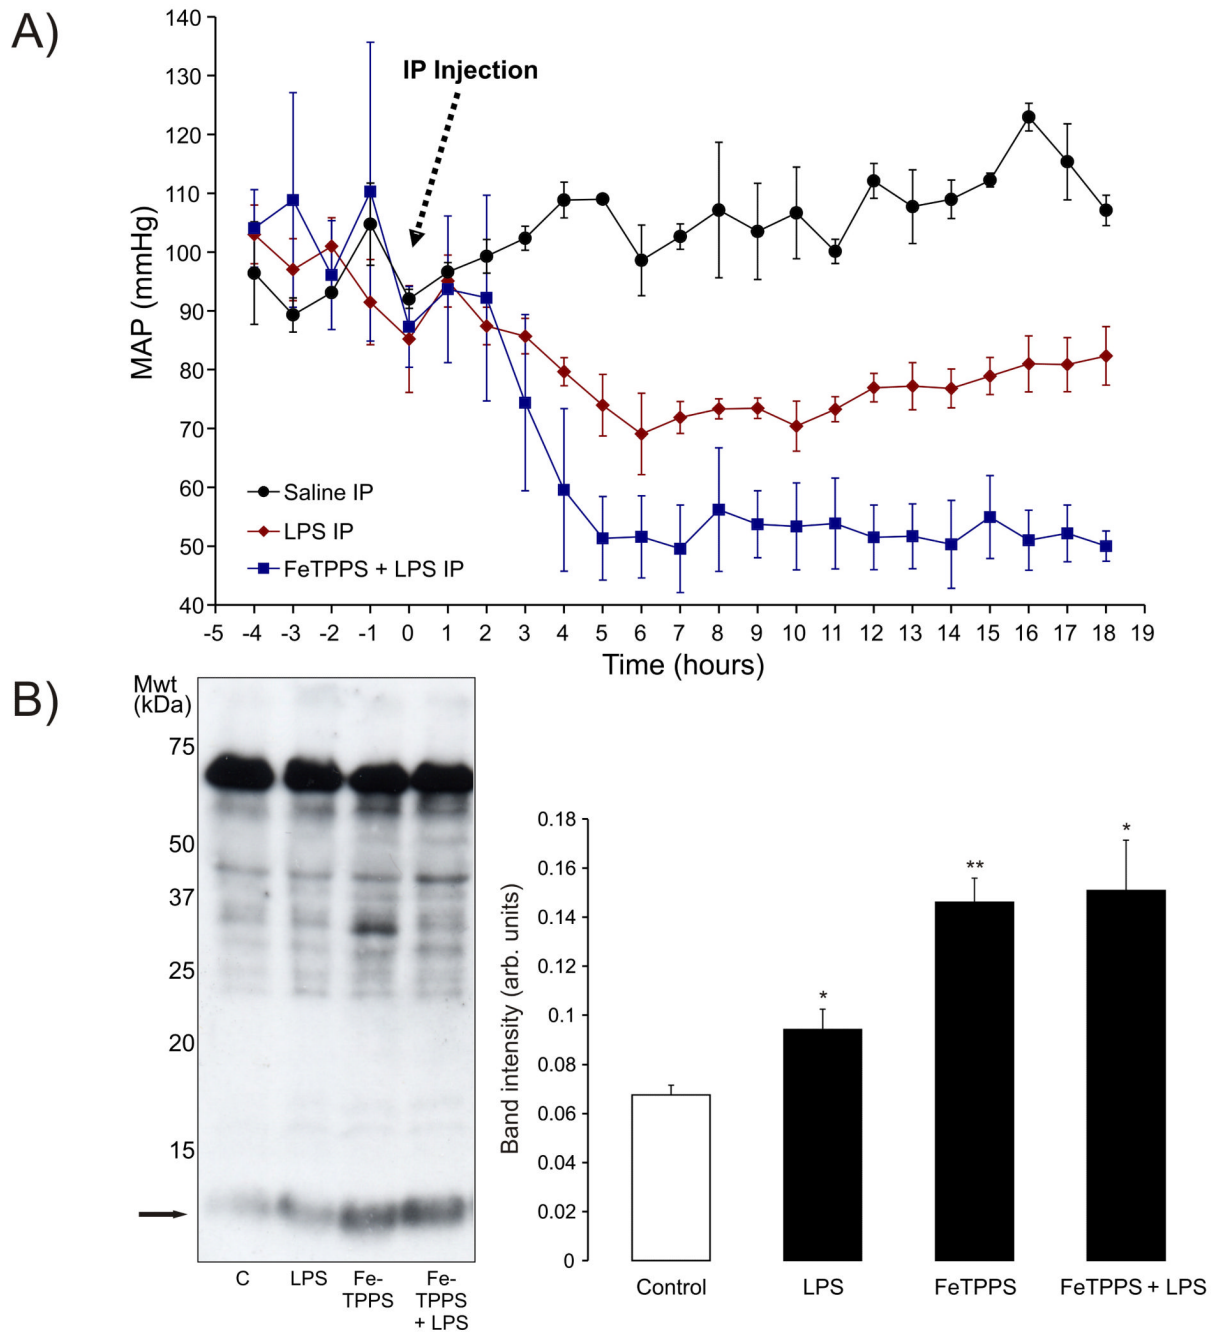 A)
140
130
120
110
100
90
80
70
60
50
40
MAP (mmHg)
IP Injection
Saline IP
LPS IP
FeTPPS + LPS IP
-5 -4 -3 -2 -1 0 1 2 3 4 5 6 7 8 9 10 11 12 13 14 15 16 17 18 19
Time (hours)
B)
Mwt
(kDa)
75
50
37
25
20
15
C LPS Fe-TPPS Fe-TPPS + LPS
Band intensity (arb. units)
0.18
0.16
0.14
0.12
0.1
0.08
0.06
0.04
0.02
0
*
**
*
Control LPS FeTPPS FeTPPS + LPS